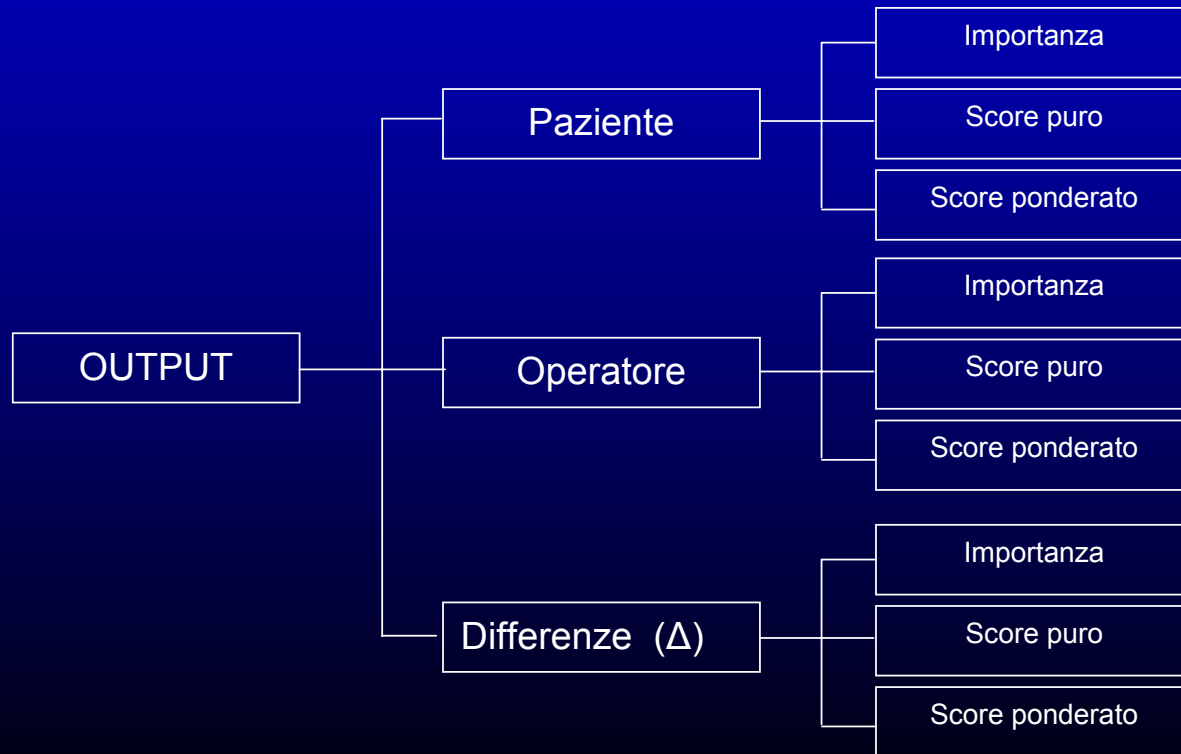 OUTPUT
Paziente
Importanza
Score puro
Score ponderato
Operatore
Importanza
Score puro
Score ponderato
Differenze (Δ)
Importanza
Score puro
Score ponderato